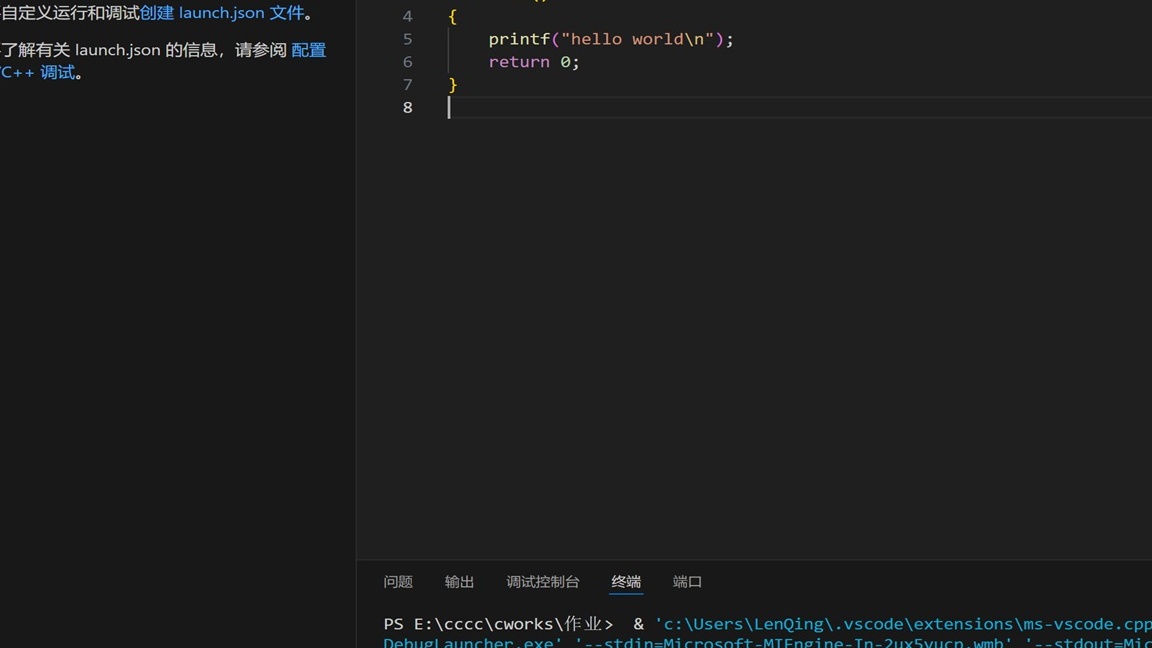 自定义运行和调试创建 launch.json 文件。
了解有关 launch.json 的信息，请参阅 配置
C++ 调试。
4 {
5 printf("hello world\n");
6 return 0;
7 }
8
问题 输出 调试控制台 终端 端口
PS E:\cccc\cworks\作业> & 'c:\Users\LenQing\.vscode\extensions\ms-vscode.cpp
DebugLauncher.exe' '--stdin=Microsoft-MIEngine-In-2ux5yucp.wmb' '--stdout=Mic